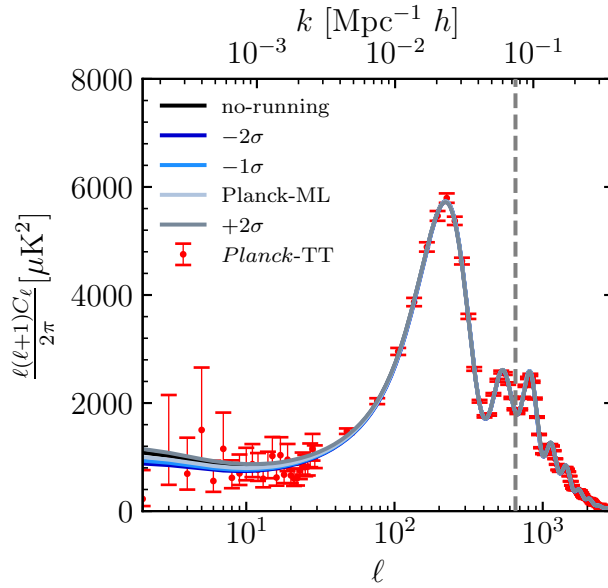 k [Mpc⁻¹ h]
10⁻³ 10⁻² 10⁻¹
8000
6000
4000
2000
0
ℓ(ℓ+1)Cℓ/2π [μK²]
no-running
−2σ
−1σ
Planck-ML
+2σ
Planck-TT
10¹ 10² 10³
ℓ